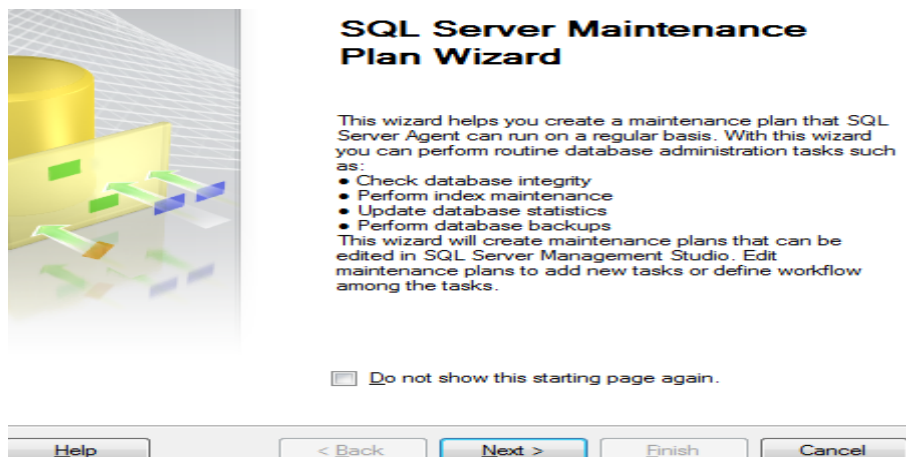 SQL Server Maintenance
Plan Wizard
This wizard helps you create a maintenance plan that SQL
Server Agent can run on a regular basis. With this wizard
you can perform routine database administration tasks such
as:
• Check database integrity
• Perform index maintenance
• Update database statistics
• Perform database backups
This wizard will create maintenance plans that can be
edited in SQL Server Management Studio. Edit
maintenance plans to add new tasks or define workflow
among the tasks.
Do not show this starting page again.
Help < Back Next > Finish Cancel